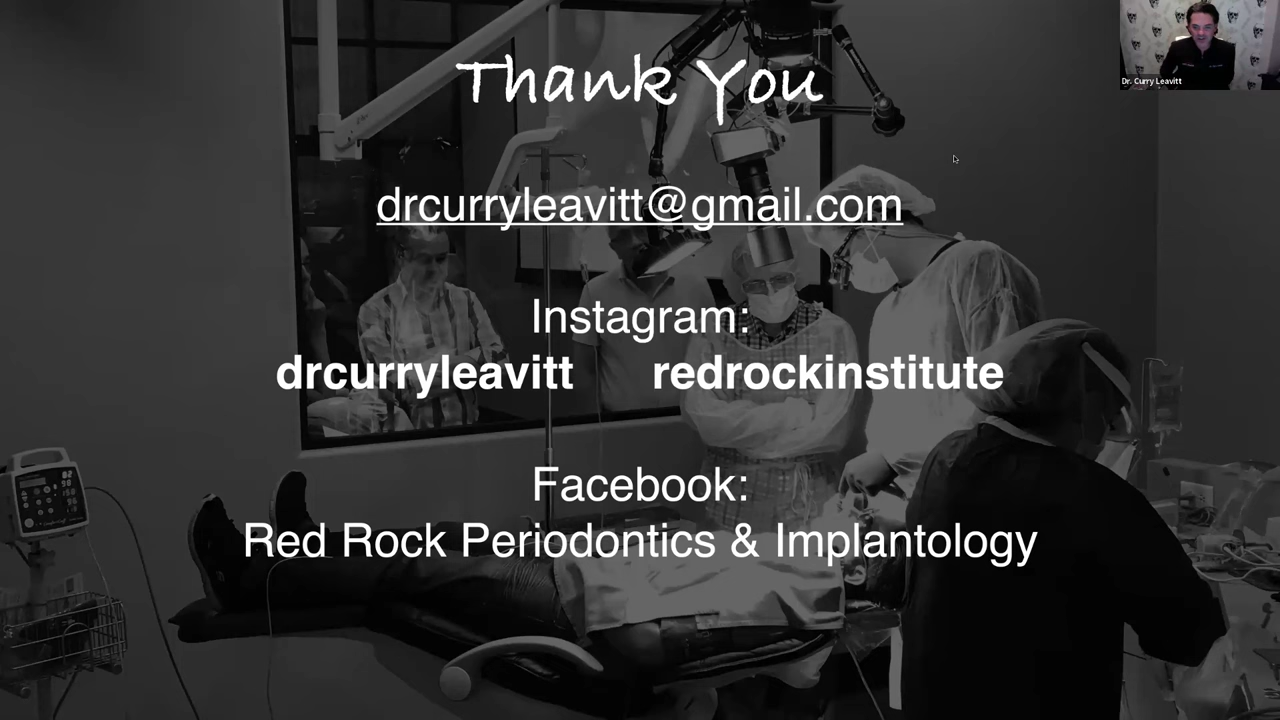 Thank You
Dr. Curry Leavitt
drcurryleavitt@gmail.com
Instagram:
drcurryleavitt redrockinstitute
Facebook:
Red Rock Periodontics & Implantology